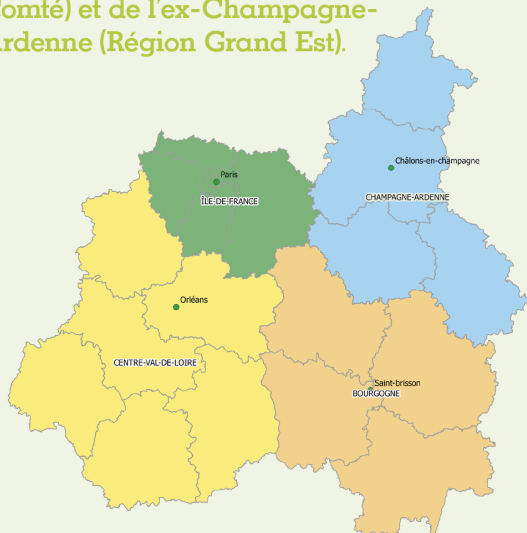 Comté) et de l'ex-Champagne-
rdenne (Région Grand Est).
Paris
Châlons-en-champagne
ÎLE-DE-FRANCE
CHAMPAGNE-ARDENNE
Orléans
CENTRE-VAL-DE-LOIRE
Saint-brisson
BOURGOGNE